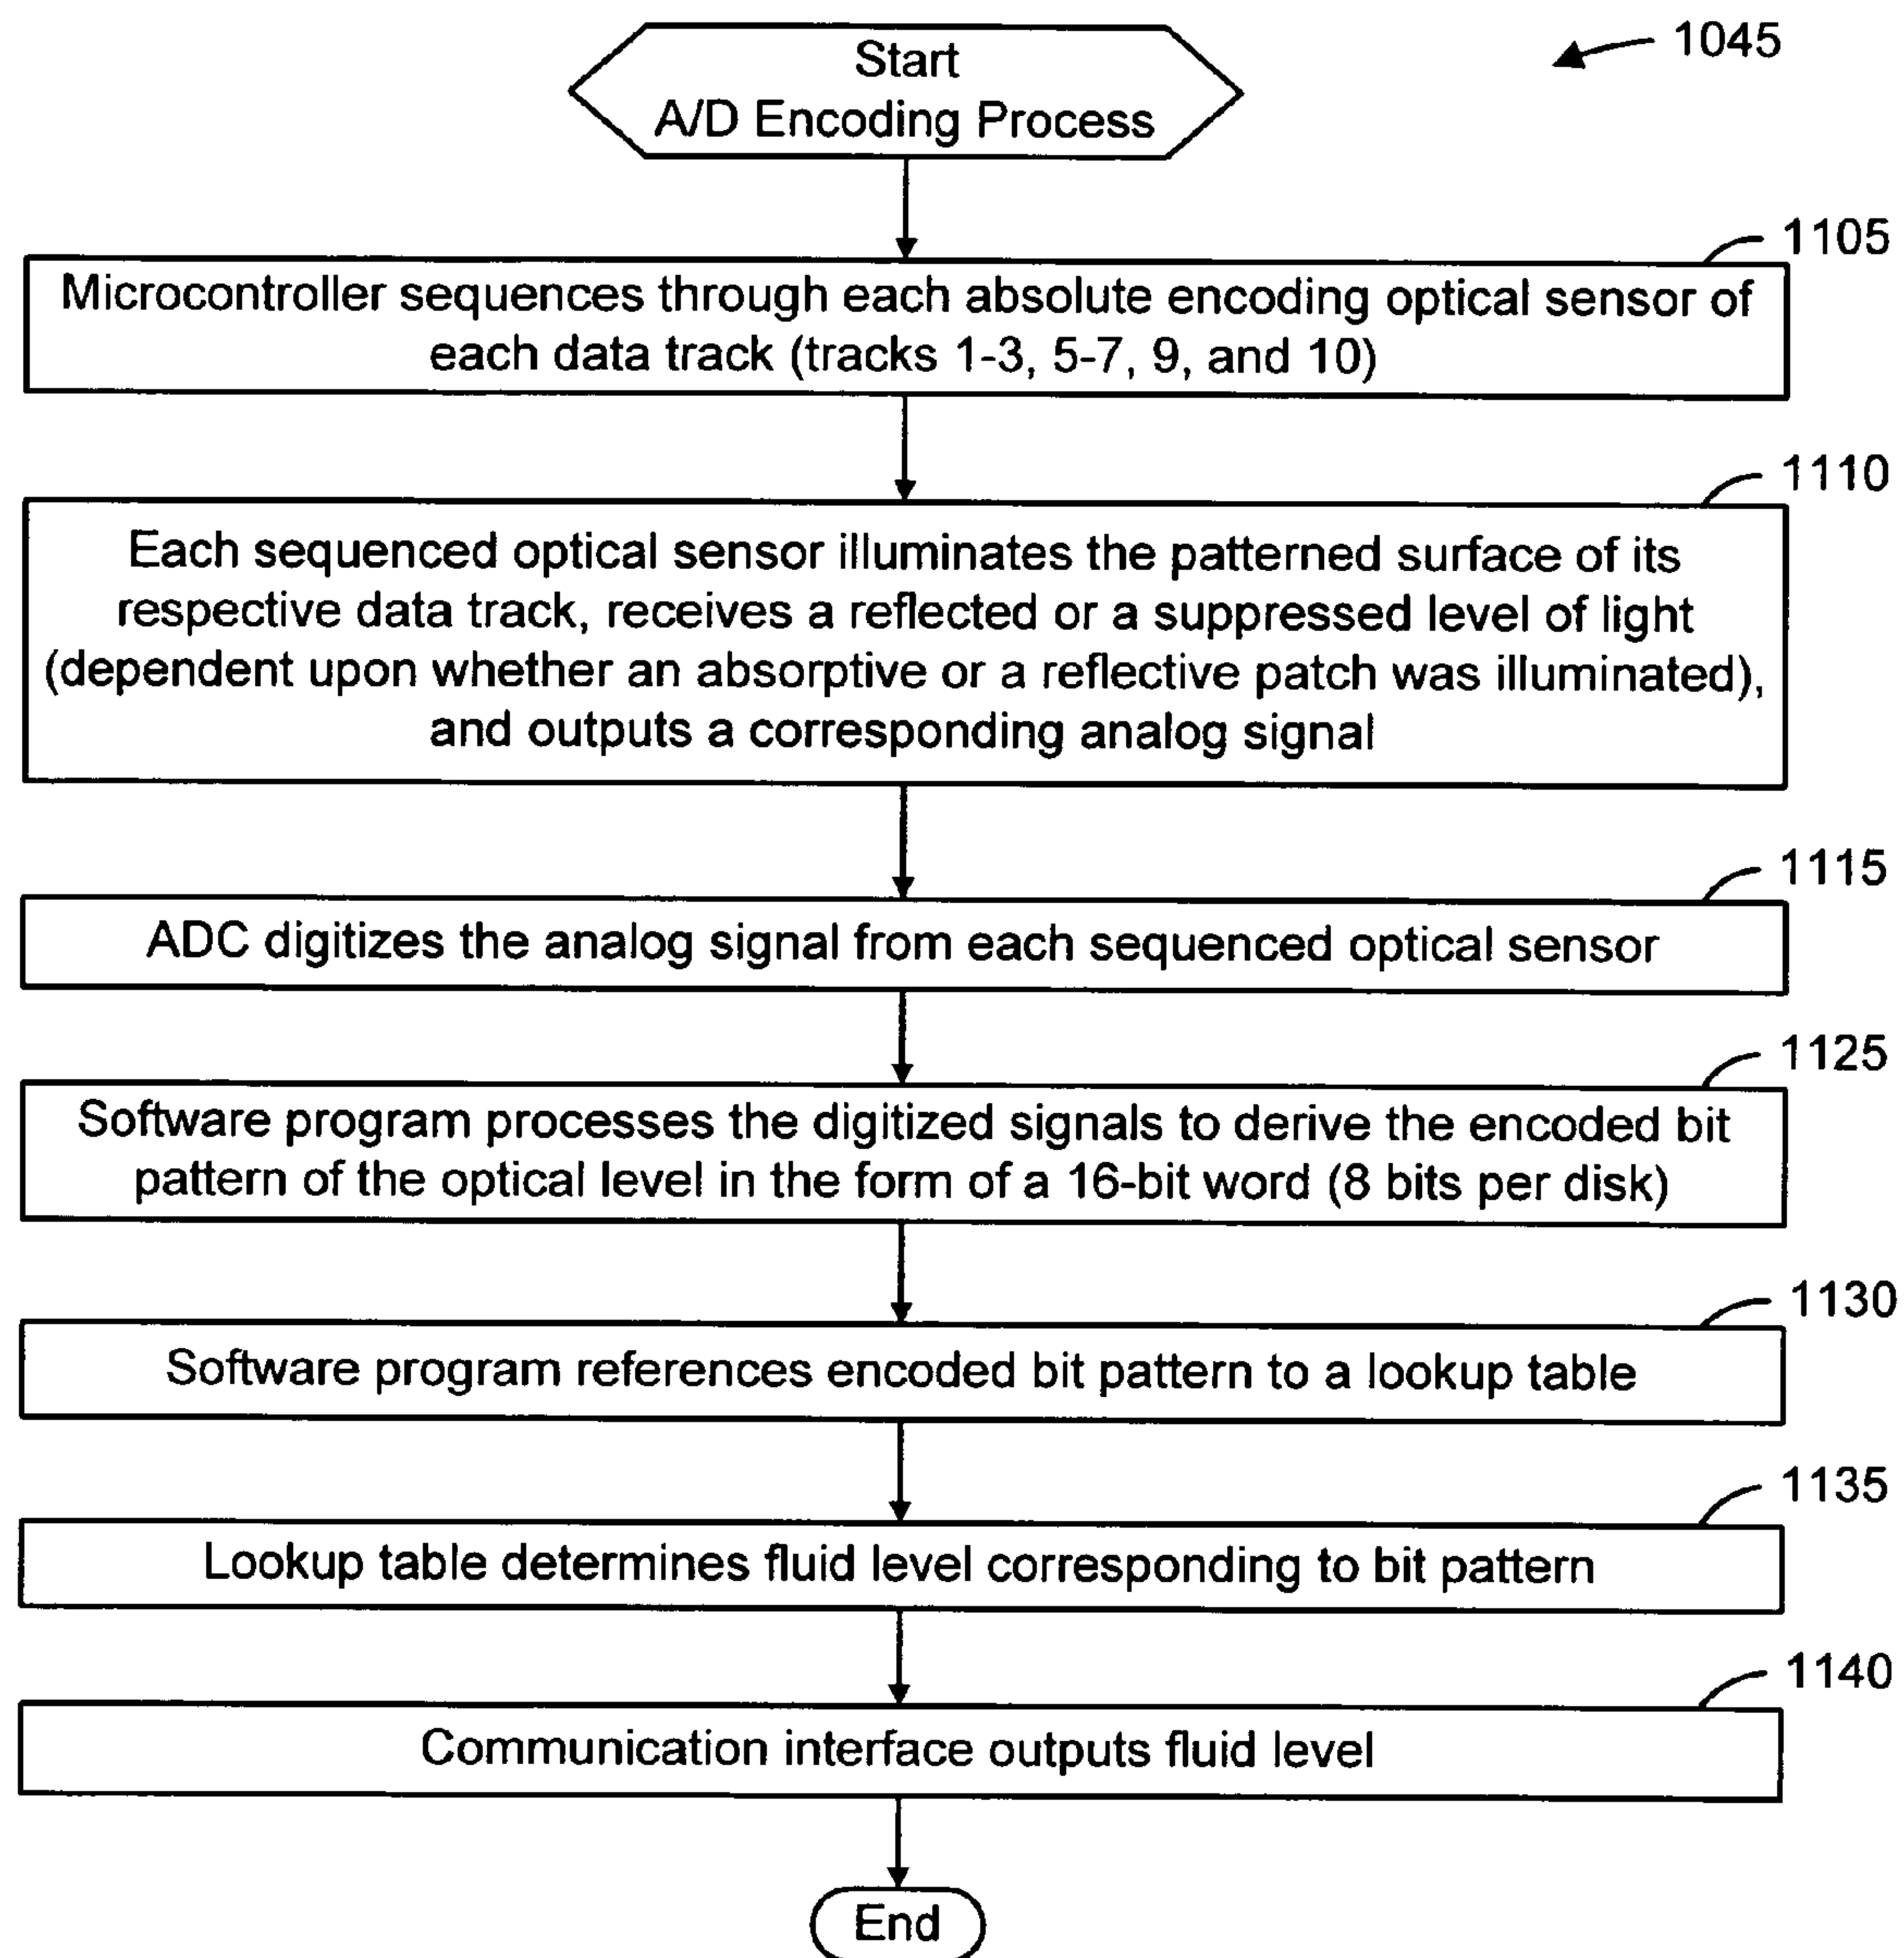 Start
A/D Encoding Process
1045
1105
Microcontroller sequences through each absolute encoding optical sensor of
each data track (tracks 1-3, 5-7, 9, and 10)
1110
Each sequenced optical sensor illuminates the patterned surface of its
respective data track, receives a reflected or a suppressed level of light
(dependent upon whether an absorptive or a reflective patch was illuminated),
and outputs a corresponding analog signal
1115
ADC digitizes the analog signal from each sequenced optical sensor
1125
Software program processes the digitized signals to derive the encoded bit
pattern of the optical level in the form of a 16-bit word (8 bits per disk)
1130
Software program references encoded bit pattern to a lookup table
1135
Lookup table determines fluid level corresponding to bit pattern
1140
Communication interface outputs fluid level
End